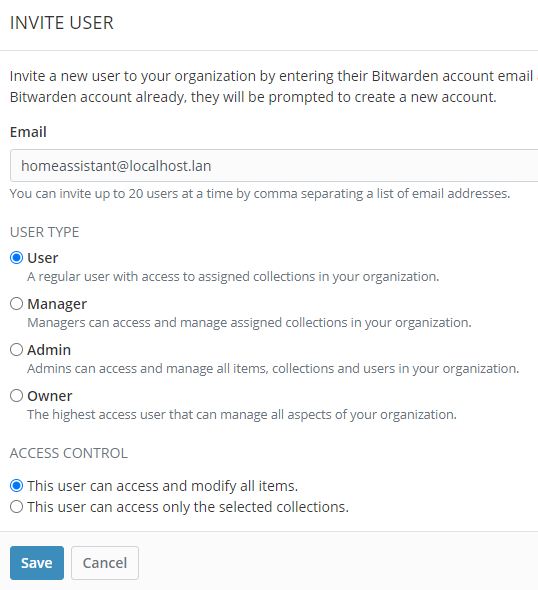 INVITE USER
Invite a new user to your organization by entering their Bitwarden account email
Bitwarden account already, they will be prompted to create a new account.
Email
homeassistant@localhost.lan
You can invite up to 20 users at a time by comma separating a list of email addresses.
USER TYPE
User
A regular user with access to assigned collections in your organization.
Manager
Managers can access and manage assigned collections in your organization.
Admin
Admins can access and manage all items, collections and users in your organization.
Owner
The highest access user that can manage all aspects of your organization.
ACCESS CONTROL
This user can access and modify all items.
This user can access only the selected collections.
Save Cancel